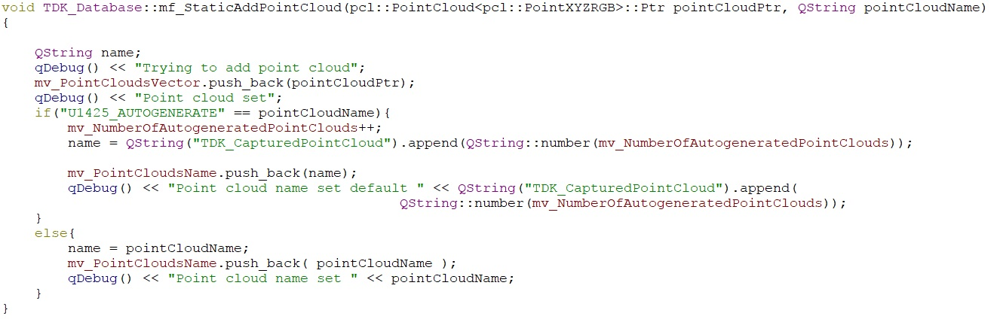 void TDK_Database::mf_StaticAddPointCloud(pcl::PointCloud<pcl::PointXYZRGB>::Ptr pointCloudPtr, QString pointCloudName)
{
QString name;
qDebug() << "Trying to add point cloud";
mv_PointCloudsVector.push_back(pointCloudPtr);
qDebug() << "Point cloud set";
if("U1425_AUTOGENERATE" == pointCloudName){
mv_NumberOfAutogeneratedPointClouds++;
name = QString("TDK_CapturedPointCloud").append(QString::number(mv_NumberOfAutogeneratedPointClouds));
mv_PointCloudsName.push_back(name);
qDebug() << "Point cloud name set default " << QString("TDK_CapturedPointCloud").append(
QString::number(mv_NumberOfAutogeneratedPointClouds));
}
else{
name = pointCloudName;
mv_PointCloudsName.push_back( pointCloudName );
qDebug() << "Point cloud name set " << pointCloudName;
}
}